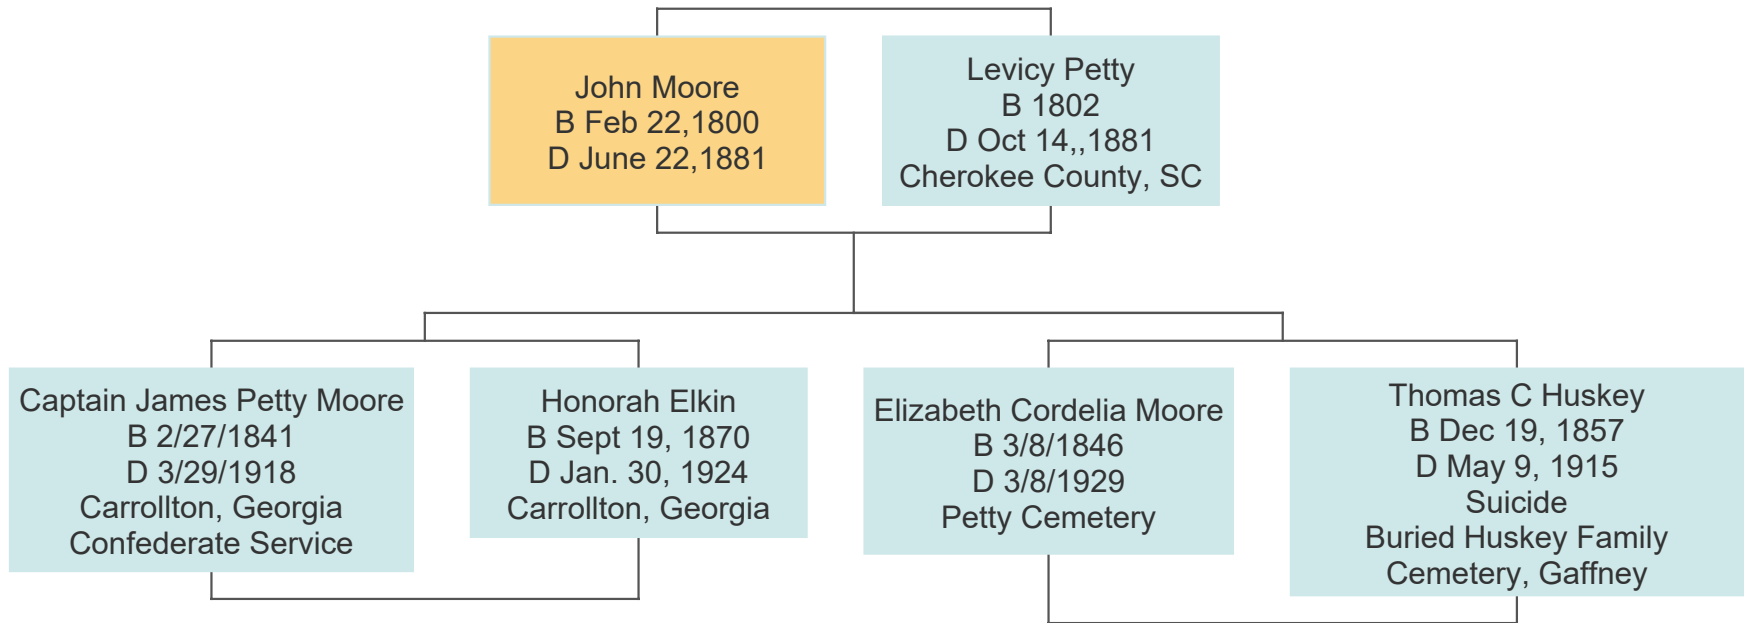 John Moore
B Feb 22,1800
D June 22,1881
Levicy Petty
B 1802
D Oct 14,,1881
Cherokee County, SC
Captain James Petty Moore
B 2/27/1841
D 3/29/1918
Carrollton, Georgia
Confederate Service
Honorah Elkin
B Sept 19, 1870
D Jan. 30, 1924
Carrollton, Georgia
Elizabeth Cordelia Moore
B 3/8/1846
D 3/8/1929
Petty Cemetery
Thomas C Huskey
B Dec 19, 1857
D May 9, 1915
Suicide
Buried Huskey Family
Cemetery, Gaffney